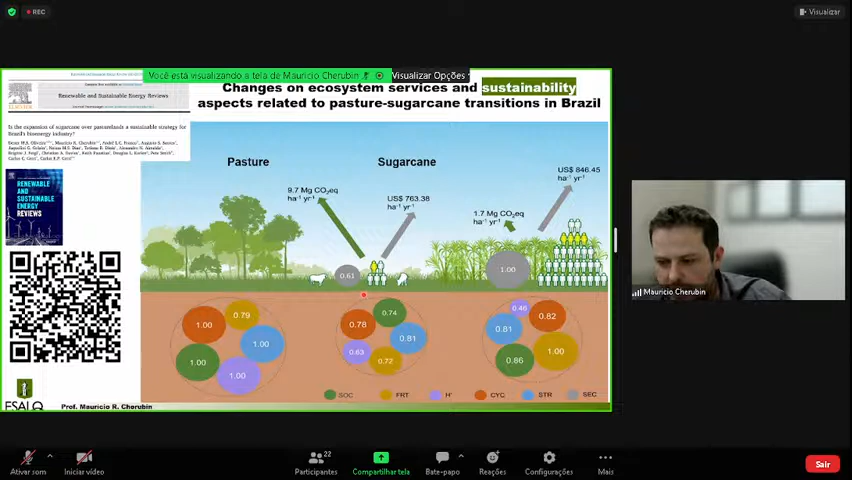 REC
Visualizar
Você está visualizando a tela de Mauricio Cherubin
Visualizar Opções
Changes on ecosystem services and sustainability
aspects related to pasture-sugarcane transitions in Brazil
ELSEVIER
Renewable and Sustainable Energy Reviews
Is the expansion of sugarcane over pasturelands a sustainable strategy for
Brazil's bioenergy industry?
RENEWABLE
AND
SUSTAINABLE
ENERGY
REVIEWS
Pasture
Sugarcane
9.7 Mg CO2eq
ha-1 yr-1
US$ 763.38
ha-1 yr-1
1.7 Mg CO2eq
ha-1 yr-1
US$ 846.45
ha-1 yr-1
0.61
1.00
1.00
0.79
1.00
1.00
1.00
0.74
0.78
0.81
0.63
0.72
0.46
0.82
0.81
1.00
0.86
SOC
FRT
H'
CYC
STR
SEC
ESALQ
Prof. Mauricio R. Cherubin
Mauricio Cherubin
Ativar som
Iniciar vídeo
22
Participantes
Compartilhar tela
Bate-papo
Reações
Configurações
Mais
Sair